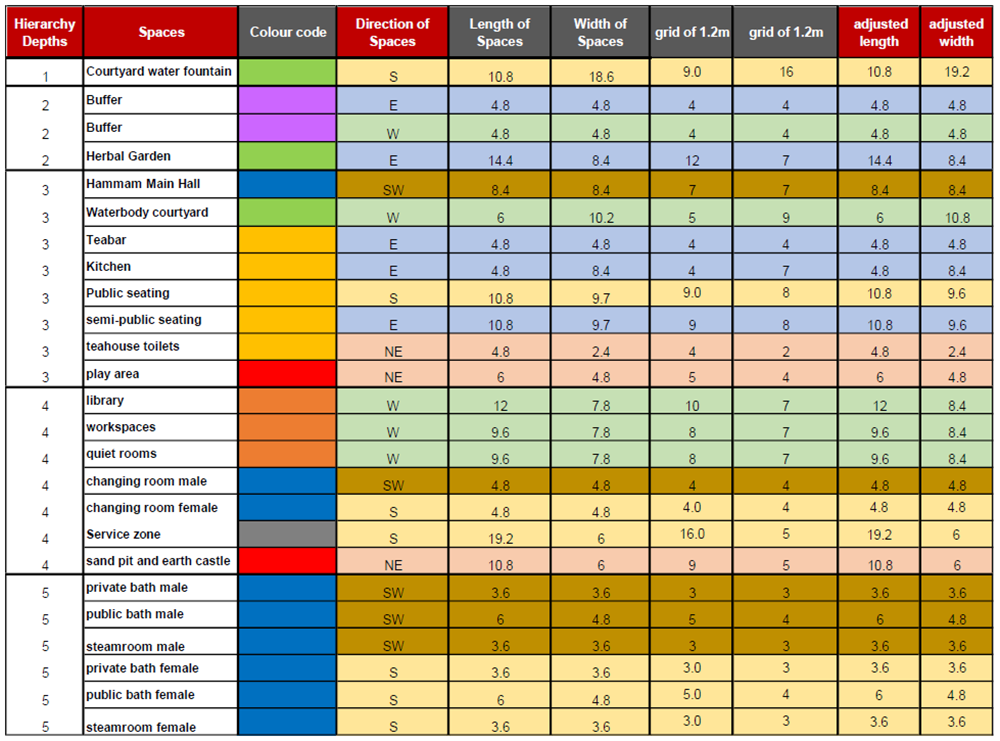 Hierarchy Depths Spaces Colour code Direction of Spaces Length of Spaces Width of Spaces grid of 1.2m grid of 1.2m adjusted length adjusted width
1 Courtyard water fountain S 10.8 18.6 9.0 16 10.8 19.2
2 Buffer E 4.8 4.8 4 4 4.8 4.8
2 Buffer W 4.8 4.8 4 4 4.8 4.8
2 Herbal Garden E 14.4 8.4 12 7 14.4 8.4
3 Hammam Main Hall SW 8.4 8.4 7 7 8.4 8.4
3 Waterbody courtyard W 6 10.2 5 9 6 10.8
3 Teabar E 4.8 4.8 4 4 4.8 4.8
3 Kitchen E 4.8 8.4 4 7 4.8 8.4
3 Public seating S 10.8 9.7 9.0 8 10.8 9.6
3 semi-public seating E 10.8 9.7 9 8 10.8 9.6
3 teahouse toilets NE 4.8 2.4 4 2 4.8 2.4
3 play area NE 6 4.8 5 4 6 4.8
4 library W 12 7.8 10 7 12 8.4
4 workspaces W 9.6 7.8 8 7 9.6 8.4
4 quiet rooms W 9.6 7.8 8 7 9.6 8.4
4 changing room male SW 4.8 4.8 4 4 4.8 4.8
4 changing room female S 4.8 4.8 4.0 4 4.8 4.8
4 Service zone S 19.2 6 16.0 5 19.2 6
4 sand pit and earth castle NE 10.8 6 9 5 10.8 6
5 private bath male SW 3.6 3.6 3 3 3.6 3.6
5 public bath male SW 6 4.8 5 4 6 4.8
5 steamroom male SW 3.6 3.6 3 3 3.6 3.6
5 private bath female S 3.6 3.6 3.0 3 3.6 3.6
5 public bath female S 6 4.8 5.0 4 6 4.8
5 steamroom female S 3.6 3.6 3.0 3 3.6 3.6